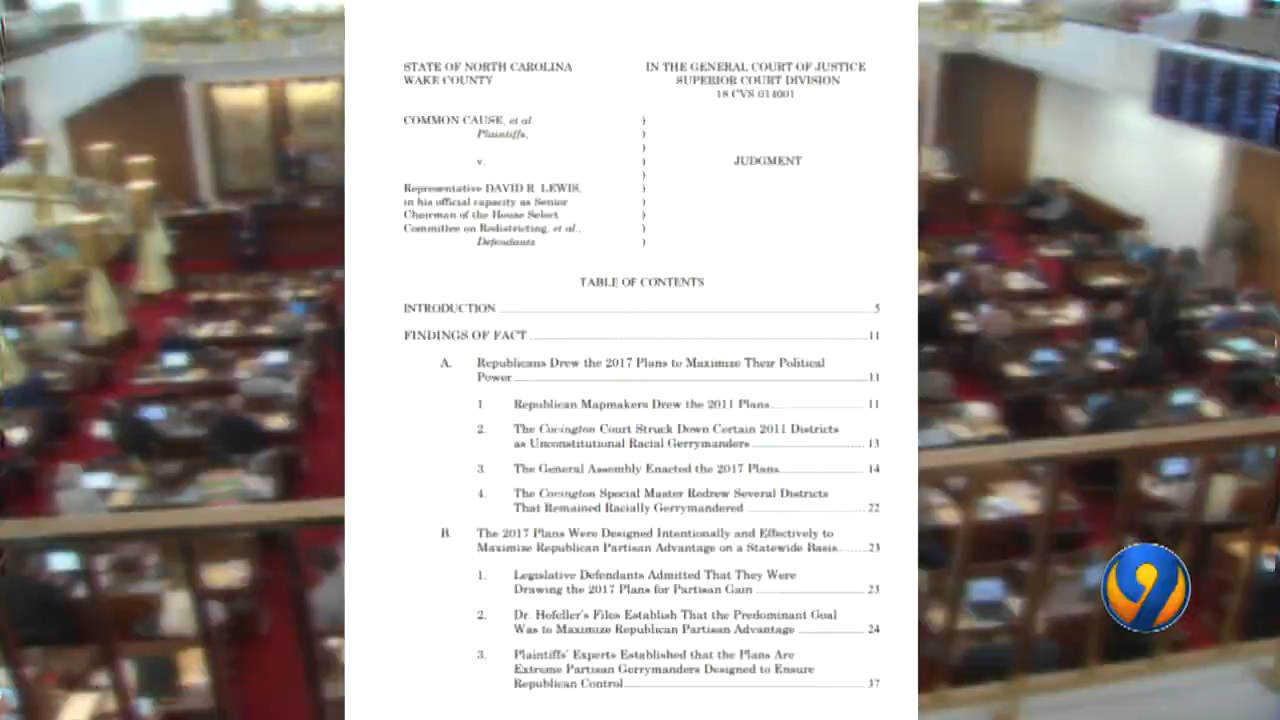 STATE OF NORTH CAROLINA
WAKE COUNTY
IN THE GENERAL COURT OF JUSTICE
SUPERIOR COURT DIVISION
18 CVS 014001
COMMON CAUSE, et al.
Plaintiffs,
v.
Representative DAVID R. LEWIS,
in his official capacity as Senior
Chairman of the House Select
Committee on Redistricting, et al.,
Defendants
)
)
)
)
)
)
)
)
)
)
JUDGMENT
TABLE OF CONTENTS
INTRODUCTION 5
FINDINGS OF FACT 11
A. Republicans Drew the 2017 Plans to Maximize Their Political
Power 11
1. Republican Mapmakers Drew the 2011 Plans 11
2. The Covington Court Struck Down Certain 2011 Districts
as Unconstitutional Racial Gerrymanders 13
3. The General Assembly Enacted the 2017 Plans 14
4. The Covington Special Master Redrew Several Districts
That Remained Racially Gerrymandered 22
B. The 2017 Plans Were Designed Intentionally and Effectively to
Maximize Republican Partisan Advantage on a Statewide Basis 23
1. Legislative Defendants Admitted That They Were
Drawing the 2017 Plans for Partisan Gain 23
2. Dr. Hofeller's Files Establish That the Predominant Goal
Was to Maximize Republican Partisan Advantage 24
3. Plaintiffs' Experts Established that the Plans Are
Extreme Partisan Gerrymanders Designed to Ensure
Republican Control 37
9